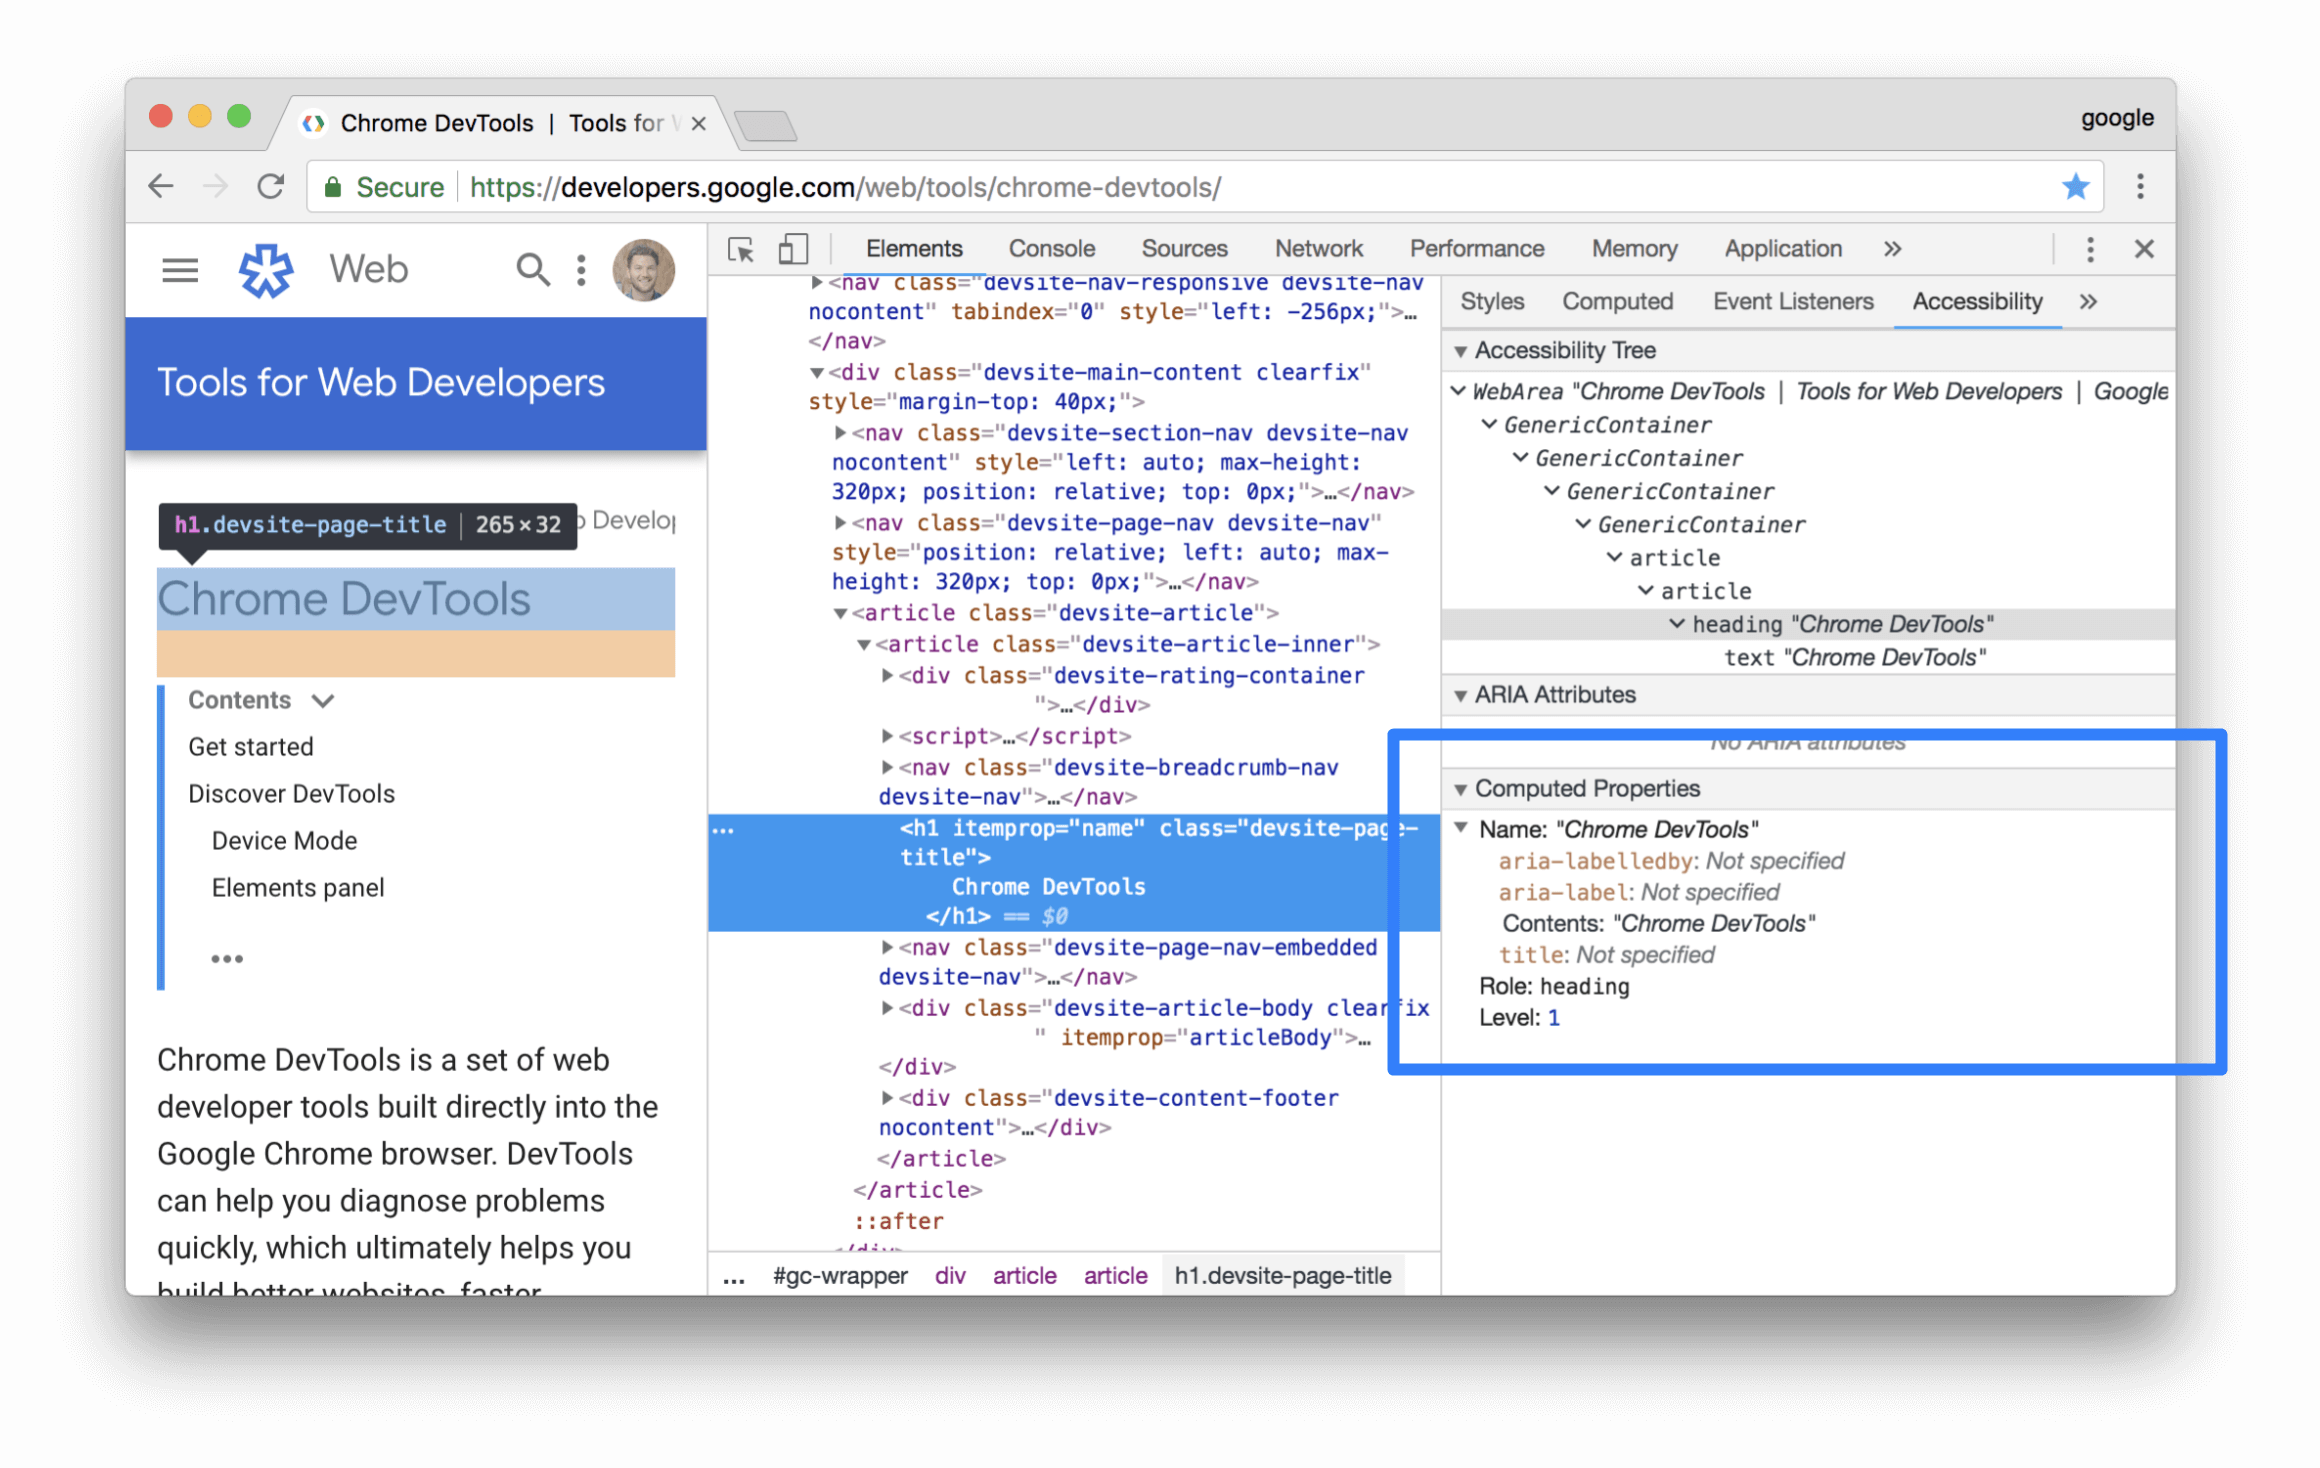 Chrome DevTools | Tools for W
google
Secure https://developers.google.com/web/tools/chrome-devtools/
Web
Tools for Web Developers
h1.devsite-page-title | 265 × 32
Develop
Chrome DevTools
Contents
Get started
Discover DevTools
Device Mode
Elements panel
•••
Chrome DevTools is a set of web
developer tools built directly into the
Google Chrome browser. DevTools
can help you diagnose problems
quickly, which ultimately helps you
build better websites, faster.
Elements Console Sources Network Performance Memory Application »
<nav class="devsite-nav-responsive devsite-nav
nocontent" tabindex="0" style="left: -256px;">…
</nav>
<div class="devsite-main-content clearfix"
style="margin-top: 40px;">
<nav class="devsite-section-nav devsite-nav
nocontent" style="left: auto; max-height:
320px; position: relative; top: 0px;">…</nav>
<nav class="devsite-page-nav devsite-nav"
style="position: relative; left: auto; max-
height: 320px; top: 0px;">…</nav>
<article class="devsite-article">
<article class="devsite-article-inner">
<div class="devsite-rating-container
">…</div>
<script>…</script>
<nav class="devsite-breadcrumb-nav
devsite-nav">…</nav>
… <h1 itemprop="name" class="devsite-page-
title">
Chrome DevTools
</h1> == $0
<nav class="devsite-page-nav-embedded
devsite-nav">…</nav>
<div class="devsite-article-body clearfix
" itemprop="articleBody">…
</div>
<div class="devsite-content-footer
nocontent">…</div>
</article>
</article>
::after
</div>
… #gc-wrapper div article article h1.devsite-page-title
Styles Computed Event Listeners Accessibility »
Accessibility Tree
WebArea "Chrome DevTools | Tools for Web Developers | Google
GenericContainer
GenericContainer
GenericContainer
GenericContainer
article
article
heading "Chrome DevTools"
text "Chrome DevTools"
ARIA Attributes
No ARIA attributes
Computed Properties
Name: "Chrome DevTools"
aria-labelledby: Not specified
aria-label: Not specified
Contents: "Chrome DevTools"
title: Not specified
Role: heading
Level: 1